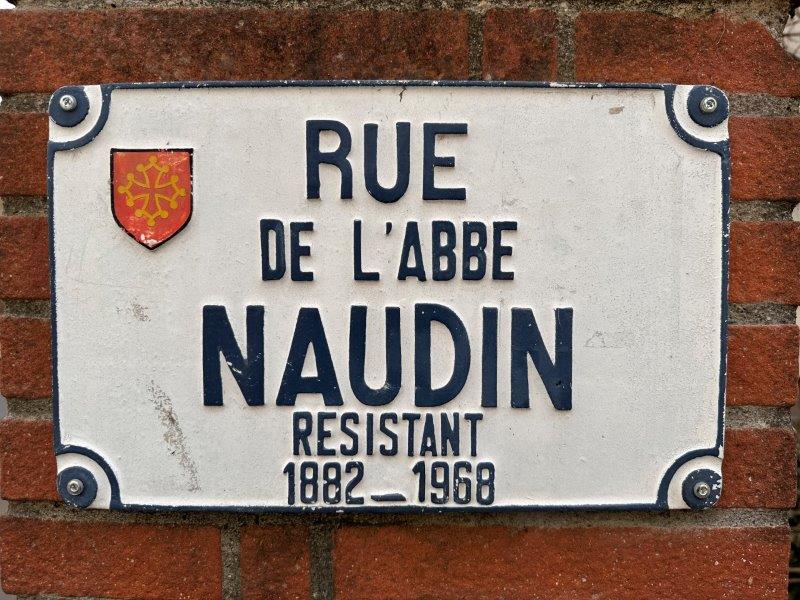 RUE
DE L'ABBE
NAUDIN
RESISTANT
1882_1968